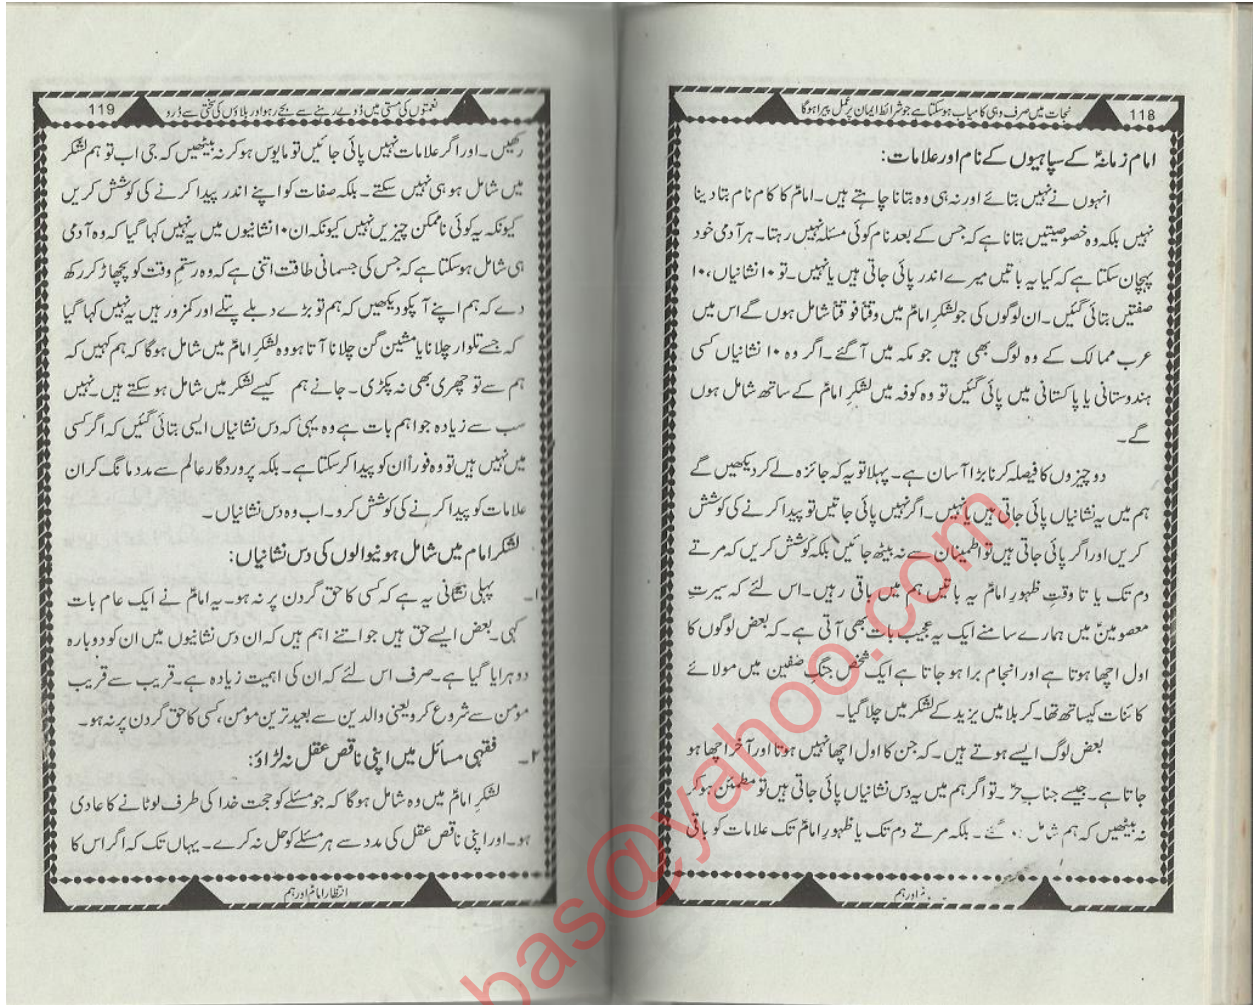 118
نجات میں صرف وہی کامیاب ہوسکتا ہے جو شرائط ایمان پر عمل پیرا ہوگا
امام زمانہؑ کے سپاہیوں کے نام اور علامات:
انہوں نے نہیں بتائے اور نہ ہی وہ بتانا چاہتے ہیں۔ امامؑ کا کام نام بتا دینا
نہیں بلکہ وہ خصوصیتیں بتانا ہے کہ جس کے بعد نام کوئی مسئلہ نہیں رہتا۔ ہر آدمی خود
پہچان سکتا ہے کہ کیا یہ باتیں میرے اندر پائی جاتی ہیں یا نہیں۔ تو ۱۰ نشانیاں، ۱۰
صفتیں بتائی گئیں۔ ان لوگوں کی جو لشکرِ امامؑ میں وقتاً فوقتاً شامل ہوں گے اس میں
عرب ممالک کے وہ لوگ بھی ہیں جو مکہ میں آ گئے۔ اگر وہ ۱۰ نشانیاں کسی
ہندوستانی یا پاکستانی میں پائی گئیں تو وہ کوفہ میں لشکرِ امامؑ کے ساتھ شامل ہوں
گے۔
دو چیزوں کا فیصلہ کرنا بڑا آسان ہے۔ پہلا تو یہ کہ جائزہ لے کر دیکھیں گے
ہم میں یہ نشانیاں پائی جاتی ہیں یا نہیں۔ اگر نہیں پائی جاتیں تو پیدا کرنے کی کوشش
کریں اور اگر پائی جاتی ہیں تو اطمینان سے نہ بیٹھ جائیں بلکہ کوشش کریں کہ مرتے
دم تک یا تا وقتِ ظہورِ امامؑ یہ باتیں ہم میں باقی رہیں۔ اس لئے کہ سیرتِ
معصومینؑ میں ہمارے سامنے ایک یہ عجیب بات بھی آتی ہے۔ کہ بعض لوگوں کا
اول اچھا ہوتا ہے اور انجام برا ہو جاتا ہے ایک شخص جنگِ صفین میں مولائے
کائنات کیساتھ تھا۔ کربلا میں یزید کے لشکر میں چلا گیا۔
بعض لوگ ایسے ہوتے ہیں۔ کہ جن کا اول اچھا نہیں ہوتا اور آخر اچھا ہو
جاتا ہے۔ جیسے جناب حرؑ۔ تو اگر ہم میں یہ دس نشانیاں پائی جاتی ہیں تو مطمئن ہو کر
نہ بیٹھیں کہ ہم شامل ہو گئے۔ بلکہ مرتے دم تک یا ظہورِ امامؑ تک علامات کو باقی
اور ہم
119
نعمتوں کی مستی میں ڈوبے رہنے سے بچے رہو اور بلاؤں کی سختی سے ڈرو
رکھیں۔ اور اگر علامات نہیں پائی جائیں تو مایوس ہو کر نہ بیٹھیں کہ جی اب تو ہم لشکر
میں شامل ہو ہی نہیں سکتے۔ بلکہ صفات کو اپنے اندر پیدا کرنے کی کوشش کریں
کیونکہ یہ کوئی ناممکن چیزیں نہیں کیونکہ ان ۱۰ نشانیوں میں یہ نہیں کہا گیا کہ وہ آدمی
ہی شامل ہوسکتا ہے کہ جس کی جسمانی طاقت اتنی ہے کہ وہ رستمِ وقت کو پچھاڑ کر رکھ
دے کہ ہم اپنے آپکو دیکھیں کہ ہم تو بڑے دبلے پتلے اور کمزور ہیں یہ نہیں کہا گیا
کہ جسے تلوار چلانا یا مشین گن چلانا آتا ہو وہ لشکرِ امامؑ میں شامل ہوگا کہ ہم کہیں کہ
ہم سے تو چھری بھی نہ پکڑی۔ جانے ہم کیسے لشکر میں شامل ہو سکتے ہیں۔ نہیں
سب سے زیادہ جو اہم بات ہے وہ یہی کہ دس نشانیاں ایسی بتائی گئیں کہ اگر کسی
میں نہیں ہیں تو وہ فوراً ان کو پیدا کر سکتا ہے۔ بلکہ پروردگارِ عالم سے مدد مانگ کر ان
علامات کو پیدا کرنے کی کوشش کرو۔ اب وہ دس نشانیاں۔
لشکرِ امام میں شامل ہونیوالوں کی دس نشانیاں:
۱۔ پہلی نشانی یہ ہے کہ کسی کا حق گردن پر نہ ہو۔ یہ امامؑ نے ایک عام بات
کہی۔ بعض ایسے حق ہیں جو اتنے اہم ہیں کہ ان دس نشانیوں میں ان کو دوبارہ
دوہرایا گیا ہے۔ صرف اس لئے کہ ان کی اہمیت زیادہ ہے۔ قریب سے قریب
مؤمن سے شروع کرو یعنی والدین سے بعید ترین مؤمن، کسی کا حق گردن پر نہ ہو۔
۲۔ فقہی مسائل میں اپنی ناقص عقل نہ لڑاؤ:
لشکرِ امامؑ میں وہ شامل ہوگا کہ جو مسئلے کو حجت خدا کی طرف لوٹانے کا عادی
ہو۔ اور اپنی ناقص عقل کی مدد سے ہر مسئلے کو حل نہ کرے۔ یہاں تک کہ اگر اس کا
انتظار امامؑ اور ہم
bas@yahoo.com